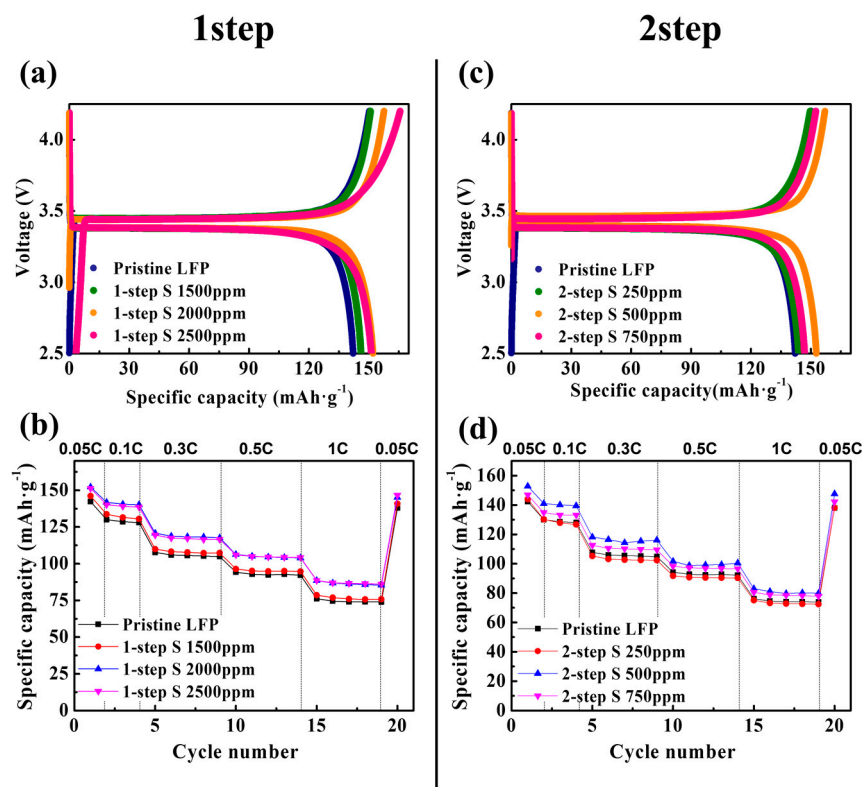 1step
2step
(a)
4.0
3.5
3.0
2.5
Voltage (V)
Pristine LFP
1-step S 1500ppm
1-step S 2000ppm
1-step S 2500ppm
0 30 60 90 120 150
Specific capacity (mAh·g-1)
(c)
4.0
3.5
3.0
2.5
Voltage (V)
Pristine LFP
2-step S 250ppm
2-step S 500ppm
2-step S 750ppm
0 30 60 90 120 150
Specific capacity(mAh·g-1)
(b)
0.05C 0.1C 0.3C 0.5C 1C 0.05C
150
125
100
75
50
25
0
Specific capacity (mAh·g-1)
Pristine LFP
1-step S 1500ppm
1-step S 2000ppm
1-step S 2500ppm
0 5 10 15 20
Cycle number
(d)
0.05C 0.1C 0.3C 0.5C 1C 0.05C
160
140
120
100
80
60
40
20
0
Specific capacity (mAh·g-1)
Pristine LFP
2-step S 250ppm
2-step S 500ppm
2-step S 750ppm
0 5 10 15 20
Cycle number